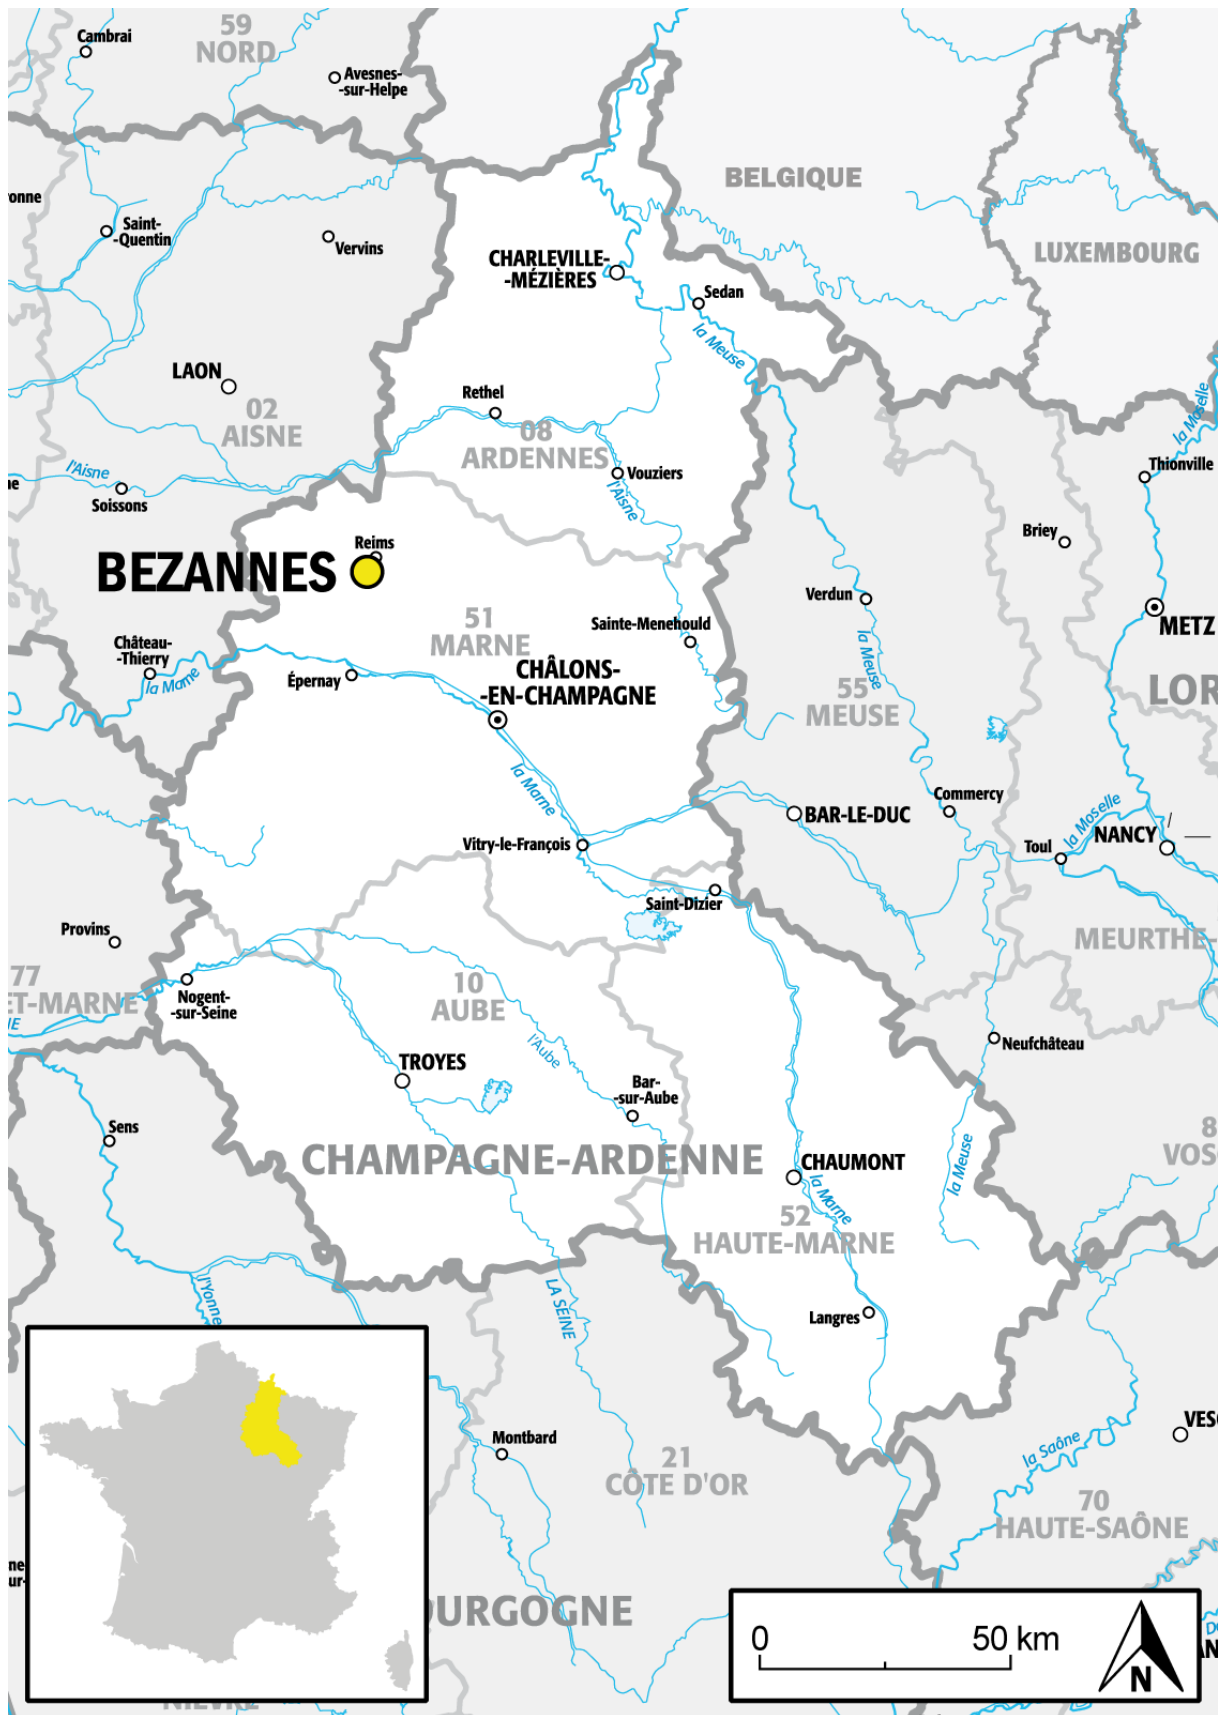 Cambrai
59
NORD
Avesnes-
-sur-Helpe
BELGIQUE
LUXEMBOURG
onne
Saint-
-Quentin
Vervins
CHARLEVILLE-
-MÉZIÈRES
Sedan
la Meuse
LAON
02
AISNE
Rethel
08
ARDENNES
la Moselle
Thionville
l'Aisne
Soissons
Vouziers
l'Aisne
Briey
Reims
BEZANNES
Verdun
METZ
51
MARNE
Sainte-Menehould
la Meuse
Château-
-Thierry
la Marne
Épernay
CHÂLONS-
-EN-CHAMPAGNE
55
MEUSE
LOR
la Marne
Commercy
BAR-LE-DUC
la Moselle
Toul
NANCY
Vitry-le-François
Saint-Dizier
Provins
MEURTHE-
77
ET-MARNE
Nogent-
-sur-Seine
10
AUBE
l'Aube
Neufchâteau
TROYES
Bar-
-sur-Aube
Sens
8
VOS
CHAMPAGNE-ARDENNE
CHAUMONT
la Marne
la Meuse
52
HAUTE-MARNE
l'Yonne
LA SEINE
Langres
Montbard
21
CÔTE D'OR
la Saône
VES
70
HAUTE-SAÔNE
ne
ur-
OURGOGNE
0
50 km
N
AN
NIÈVRE